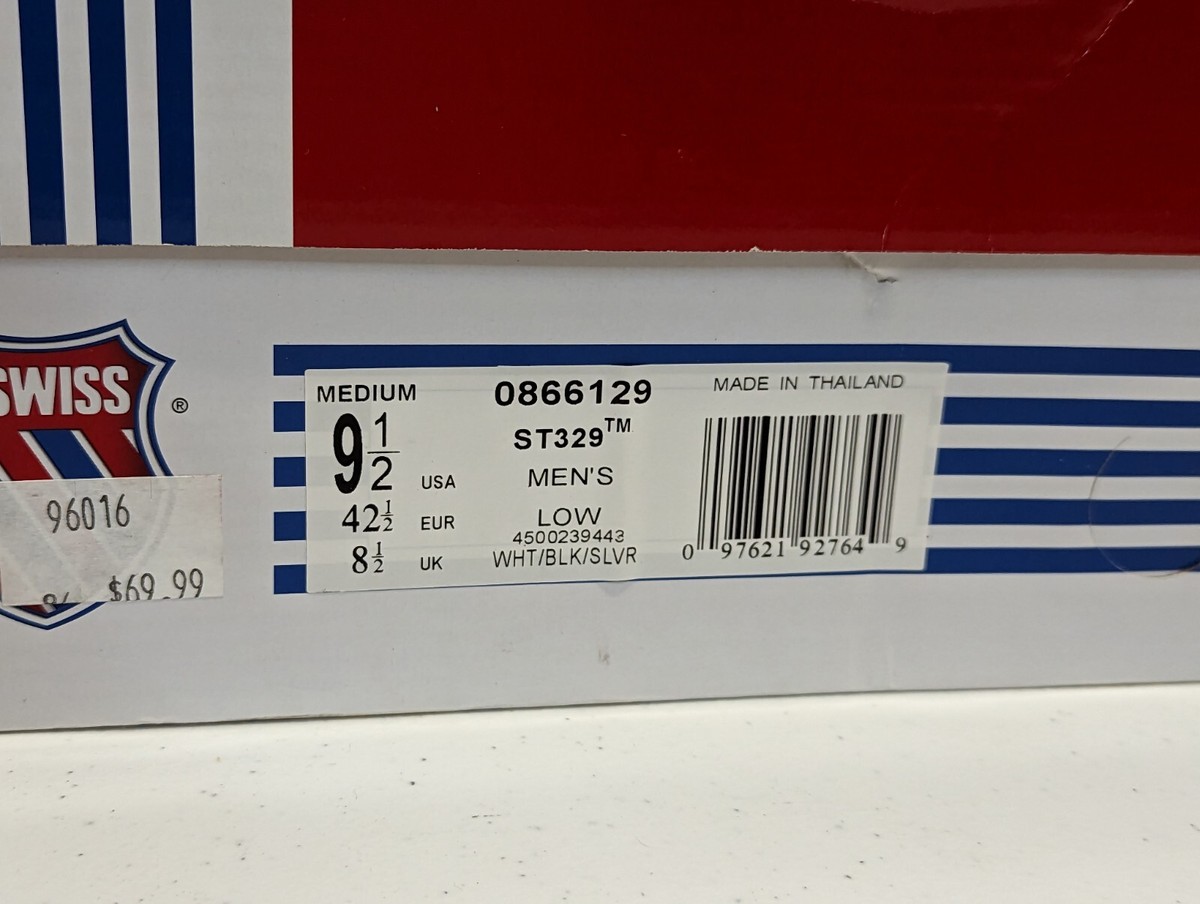 SWISS
®
96016
$69.99
MEDIUM
9 1/2 USA
42 1/2 EUR
8 1/2 UK
0866129
ST329™
MEN'S
LOW
4500239443
WHT/BLK/SLVR
MADE IN THAILAND
0 97621 92764 9